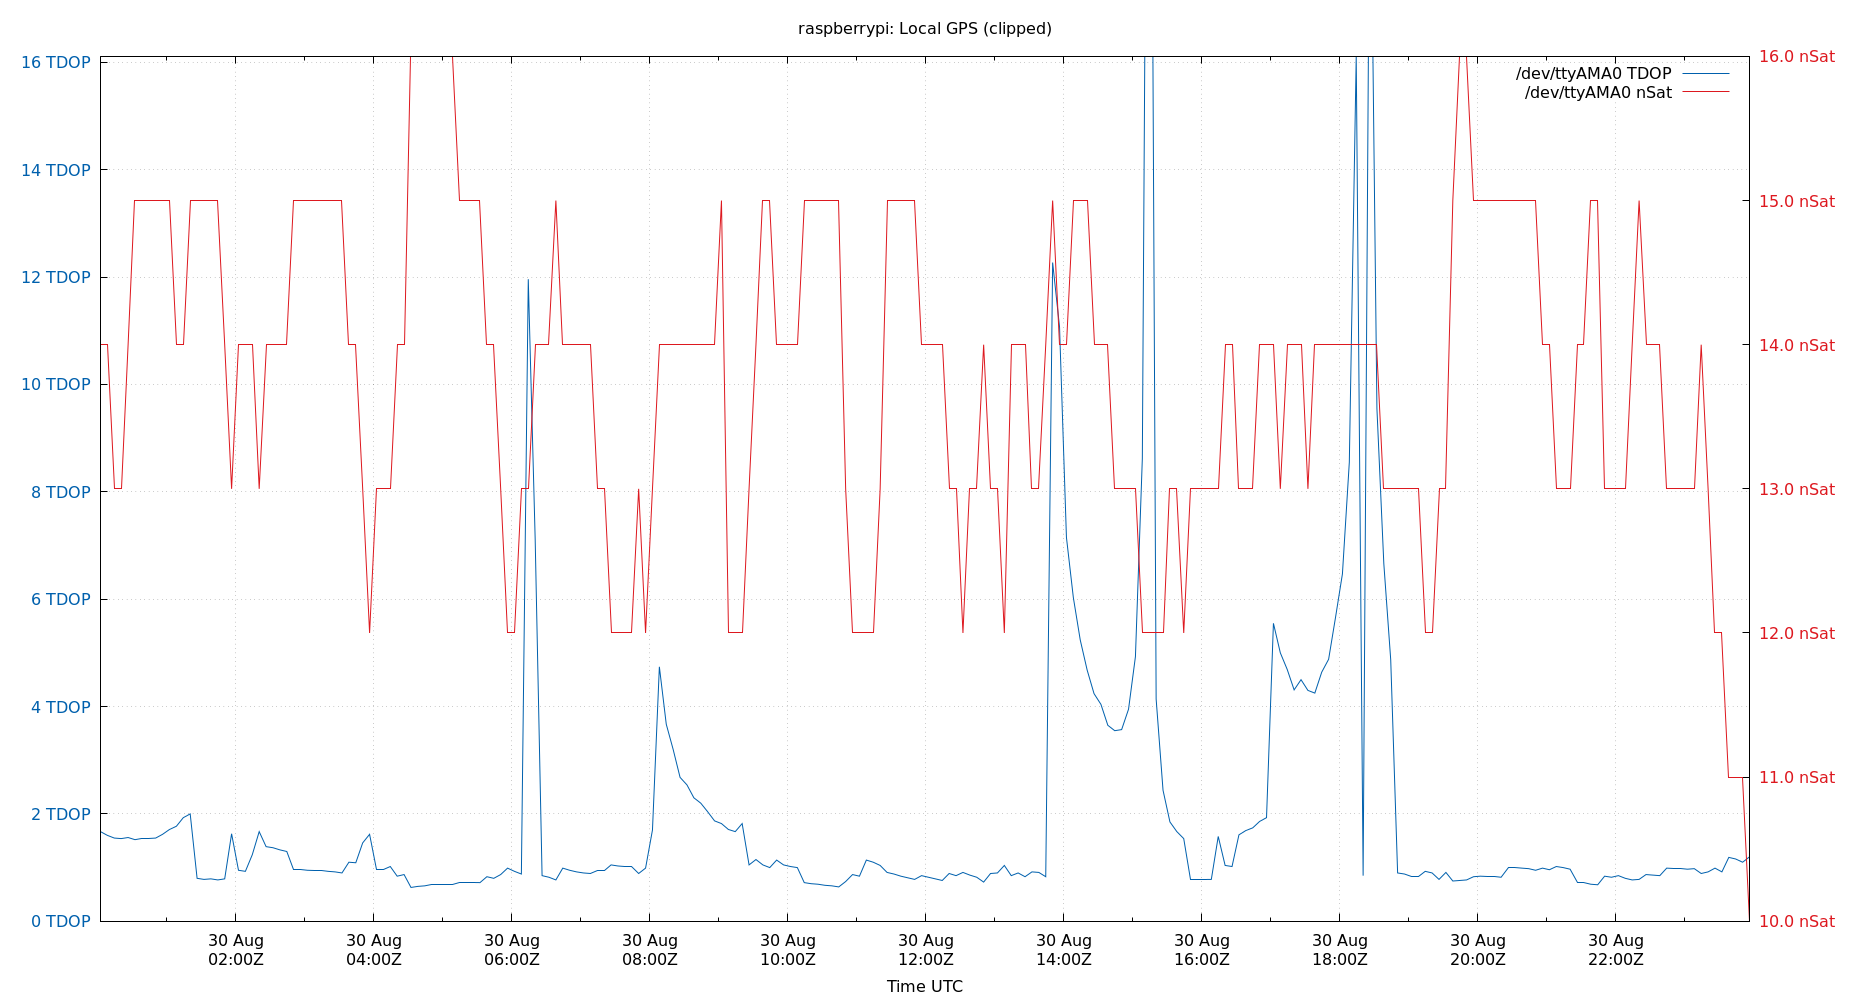 raspberrypi: Local GPS (clipped)
16 TDOP
14 TDOP
12 TDOP
10 TDOP
8 TDOP
6 TDOP
4 TDOP
2 TDOP
0 TDOP
/dev/ttyAMA0 TDOP
/dev/ttyAMA0 nSat
16.0 nSat
15.0 nSat
14.0 nSat
13.0 nSat
12.0 nSat
11.0 nSat
10.0 nSat
30 Aug 30 Aug 30 Aug 30 Aug 30 Aug 30 Aug 30 Aug 30 Aug 30 Aug 30 Aug 30 Aug
02:00Z 04:00Z 06:00Z 08:00Z 10:00Z 12:00Z 14:00Z 16:00Z 18:00Z 20:00Z 22:00Z
Time UTC